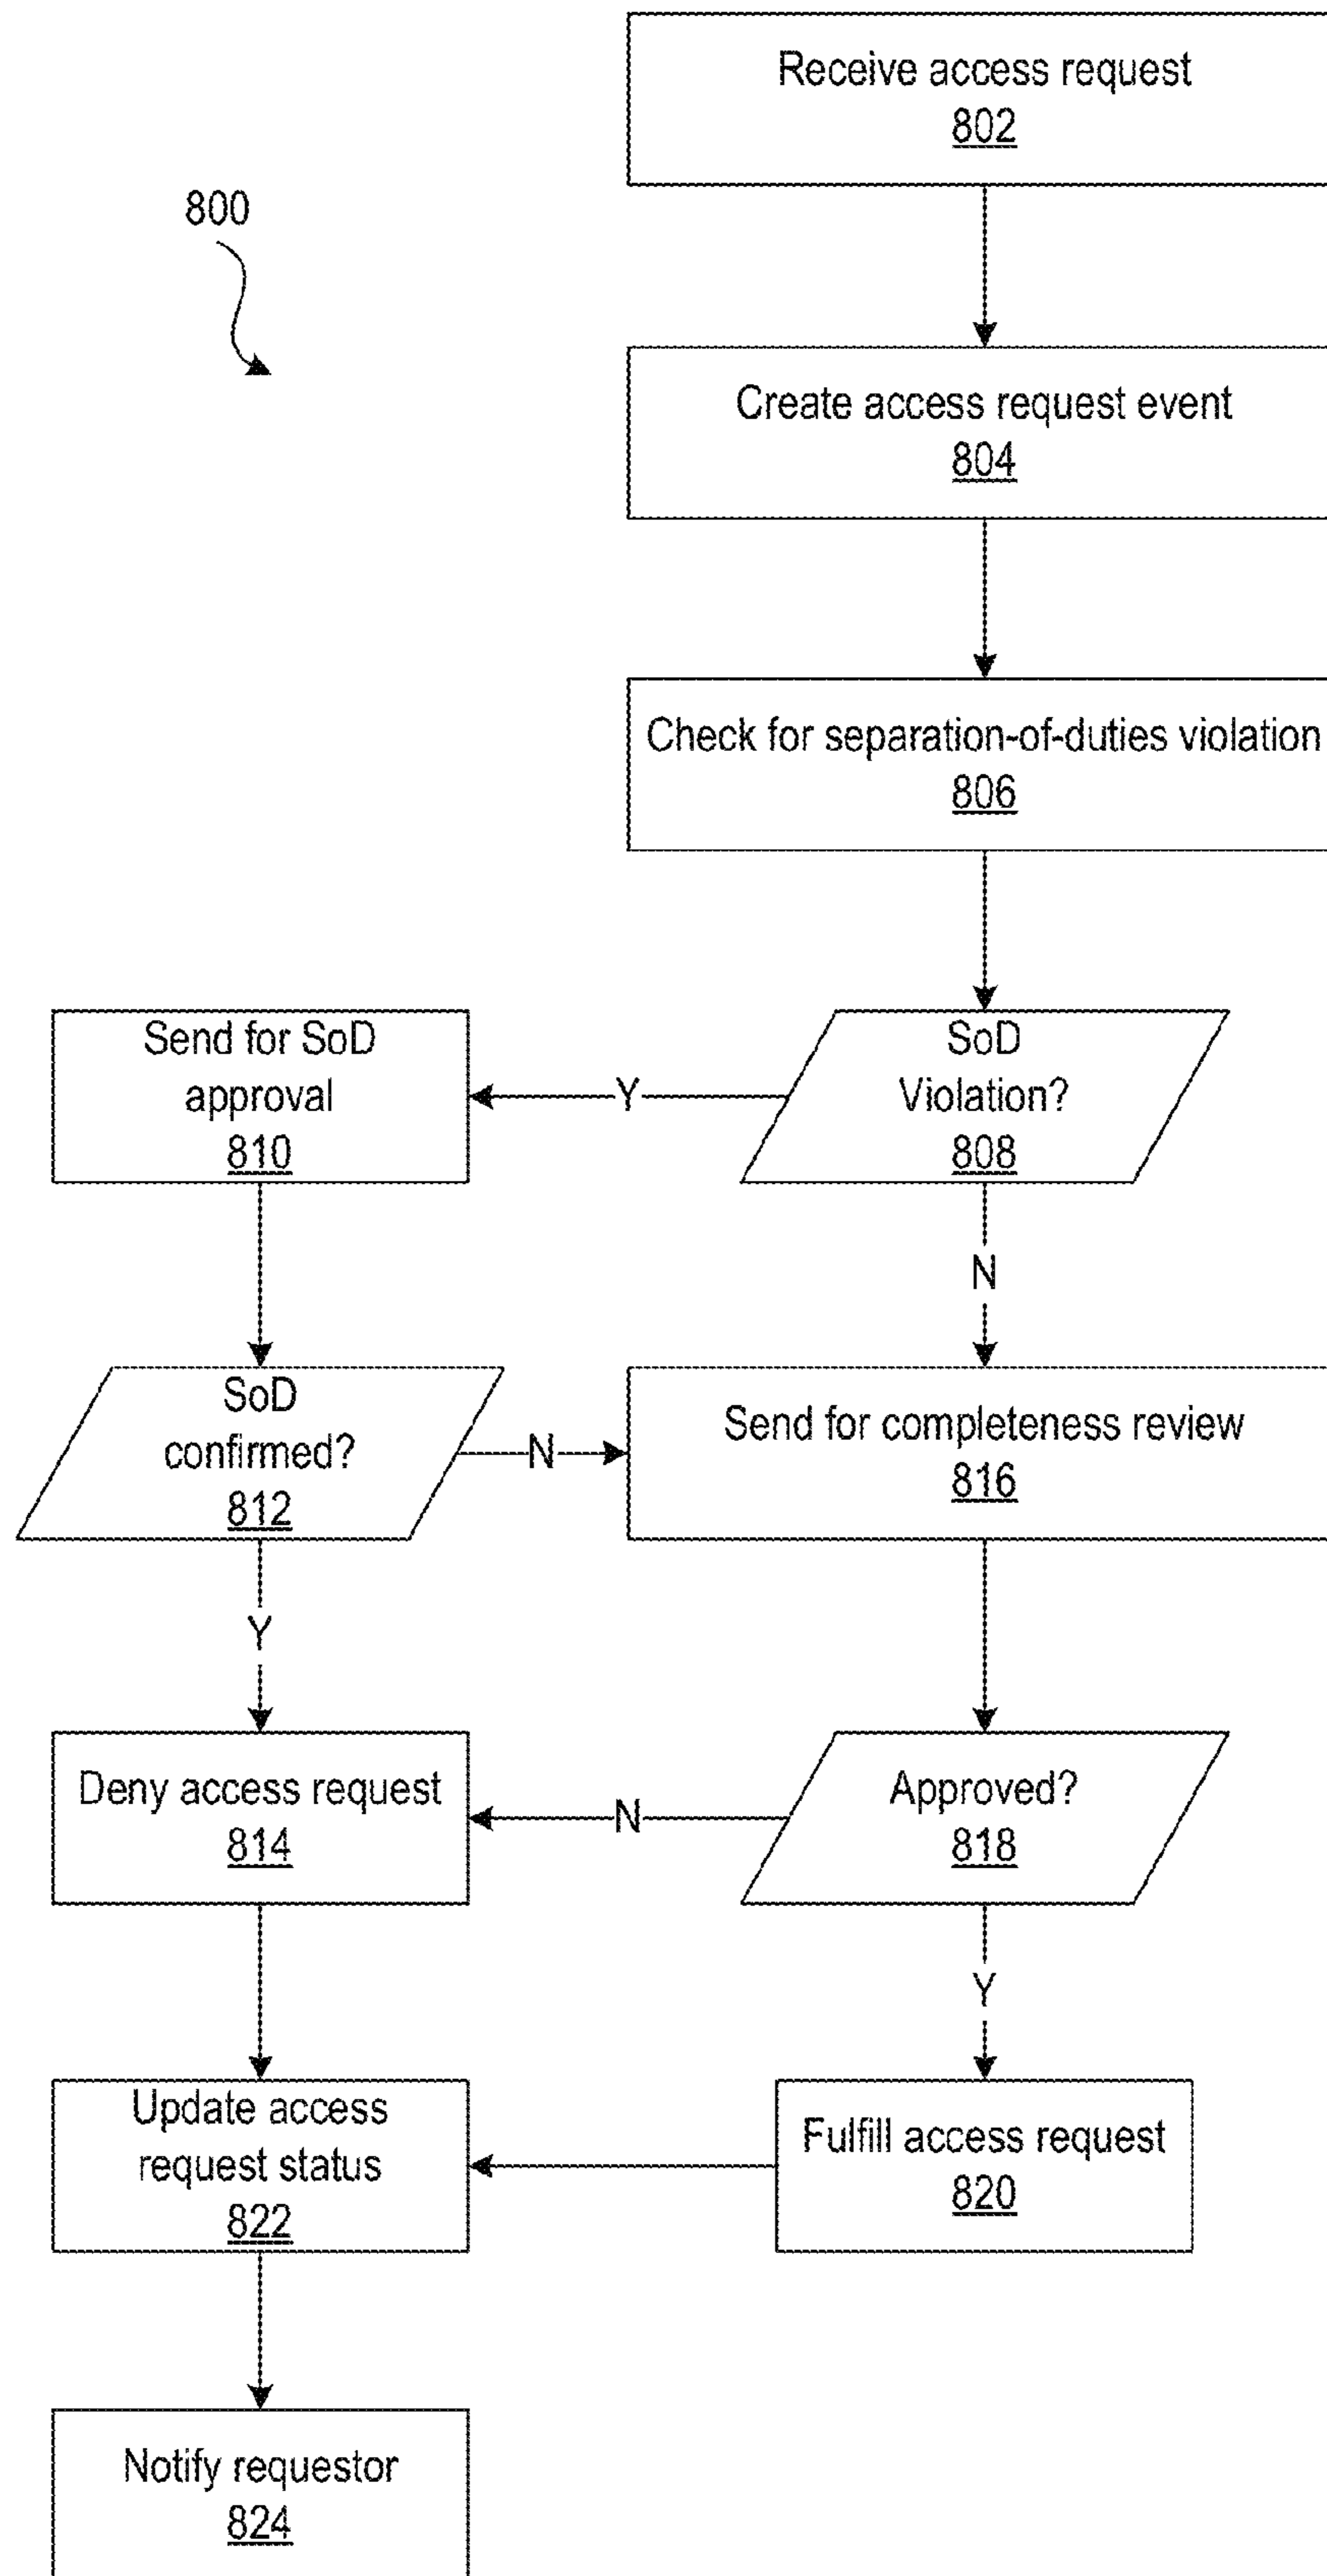 Receive access request
802
800
Create access request event
804
Check for separation-of-duties violation
806
Send for SoD
approval
810
Y
SoD
Violation?
808
N
SoD
confirmed?
812
N
Send for completeness review
816
Y
Deny access request
814
N
Approved?
818
Y
Update access
request status
822
Fulfill access request
820
Notify requestor
824